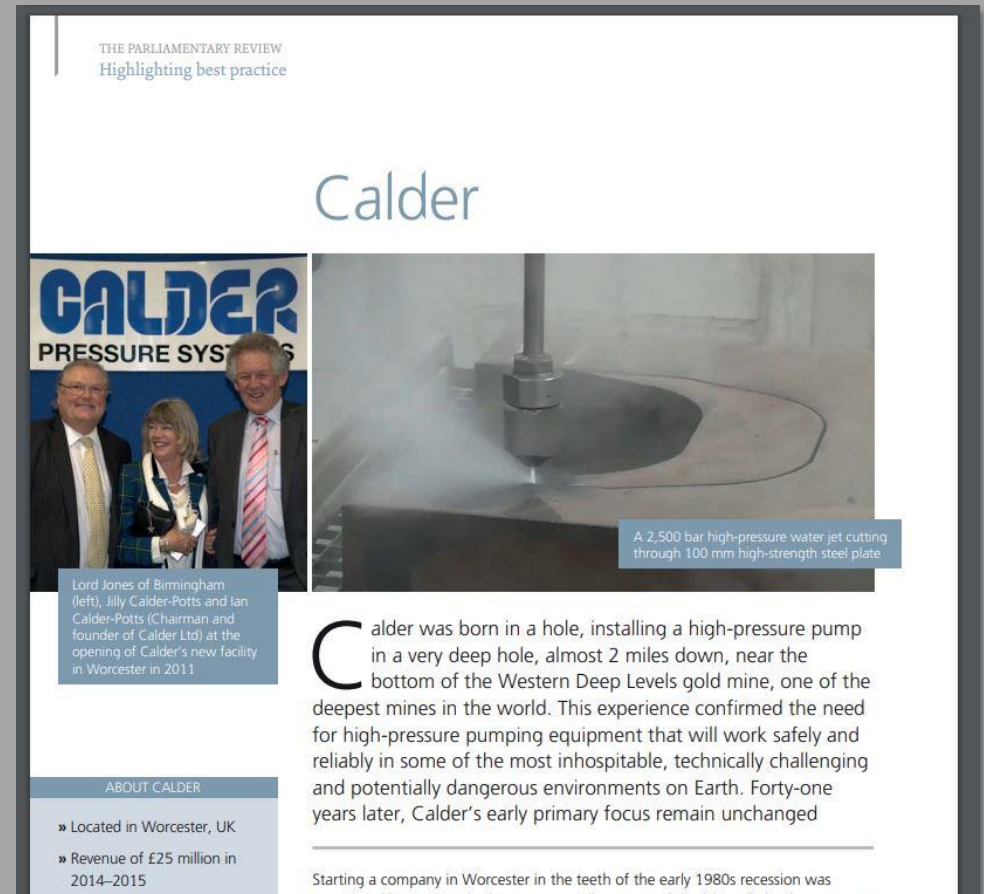 THE PARLIAMENTARY REVIEW
Highlighting best practice
Calder
CALDER
PRESSURE SYS
S
A 2,500 bar high-pressure water jet cutting
through 100 mm high-strength steel plate
Lord Jones of Birmingham
(left), Jilly Calder-Potts and Ian
Calder-Potts (Chairman and
founder of Calder Ltd) at the
opening of Calder's new facility
in Worcester in 2011
Calder was born in a hole, installing a high-pressure pump
in a very deep hole, almost 2 miles down, near the
bottom of the Western Deep Levels gold mine, one of the
deepest mines in the world. This experience confirmed the need
for high-pressure pumping equipment that will work safely and
reliably in some of the most inhospitable, technically challenging
and potentially dangerous environments on Earth. Forty-one
years later, Calder's early primary focus remain unchanged
ABOUT CALDER
» Located in Worcester, UK
» Revenue of £25 million in
2014–2015
Starting a company in Worcester in the teeth of the early 1980s recession was